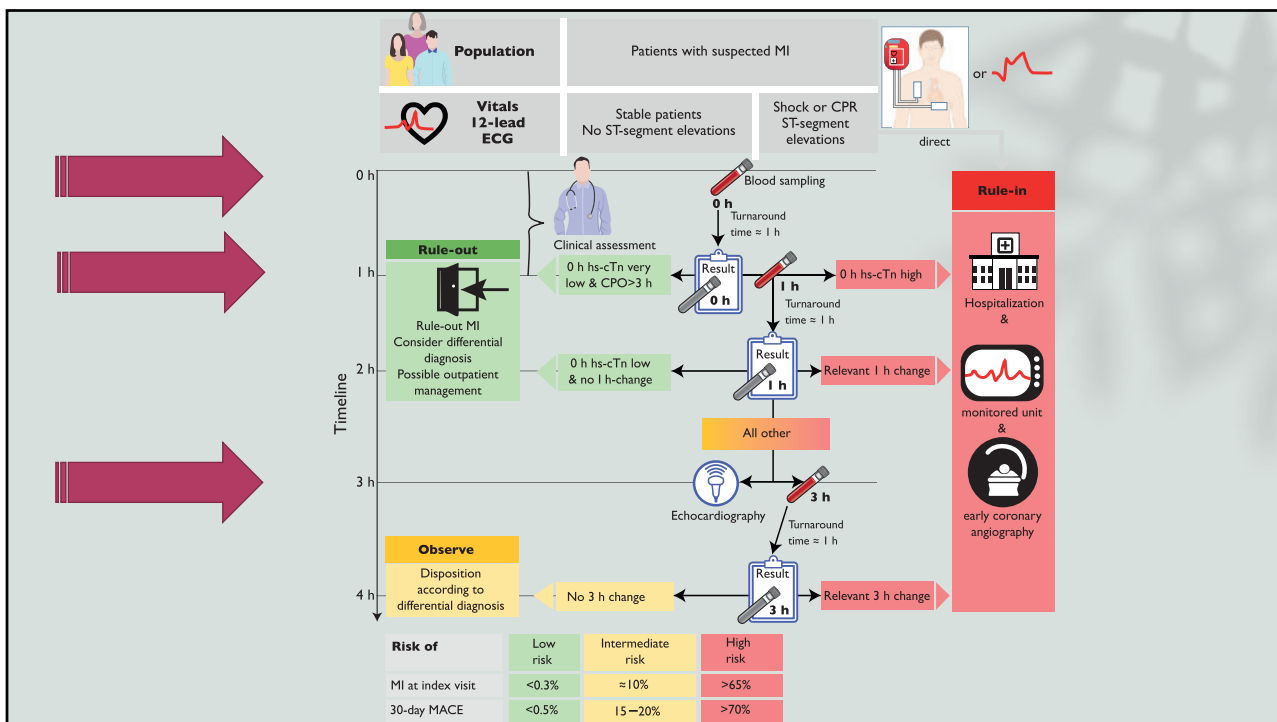 Population
Patients with suspected MI
or
Vitals
12-lead
ECG
Stable patients
No ST-segment elevations
Shock or CPR
ST-segment
elevations
direct
Timeline
0 h
Blood sampling
0 h
Turnaround
time ≈ 1 h
Clinical assessment
Rule-in
Rule-out
1 h
0 h hs-cTn very
low & CPO>3 h
Result
0 h
1 h
0 h hs-cTn high
Turnaround
time ≈ 1 h
Hospitalization
&
Rule-out MI
Consider differential
diagnosis
Possible outpatient
management
2 h
0 h hs-cTn low
& no 1 h-change
Result
1 h
Relevant 1 h change
monitored unit
&
All other
3 h
Echocardiography
3 h
Turnaround
time ≈ 1 h
early coronary
angiography
Observe
Disposition
according to
differential diagnosis
4 h
No 3 h change
Result
3 h
Relevant 3 h change
Risk of
Low
risk
Intermediate
risk
High
risk
MI at index visit
<0.3%
≈10%
>65%
30-day MACE
<0.5%
15–20%
>70%